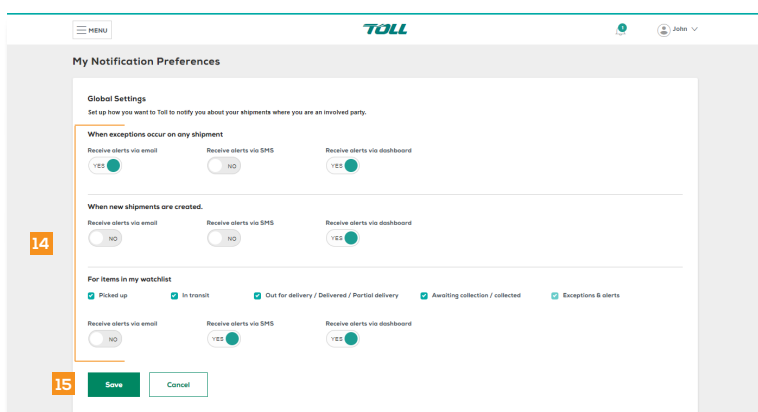 MENU
TOLL
1
John
My Notification Preferences
Global Settings
Set up how you want to Toll to notify you about your shipments where you are an involved party.
When exceptions occur on any shipment
Receive alerts via email Receive alerts via SMS Receive alerts via dashboard
YES NO YES
When new shipments are created.
Receive alerts via email Receive alerts via SMS Receive alerts via dashboard
NO NO YES
14
For items in my watchlist
Picked up In transit Out for delivery / Delivered / Partial delivery Awaiting collection / collected Exceptions & alerts
Receive alerts via email Receive alerts via SMS Receive alerts via dashboard
NO YES YES
15 Save Cancel